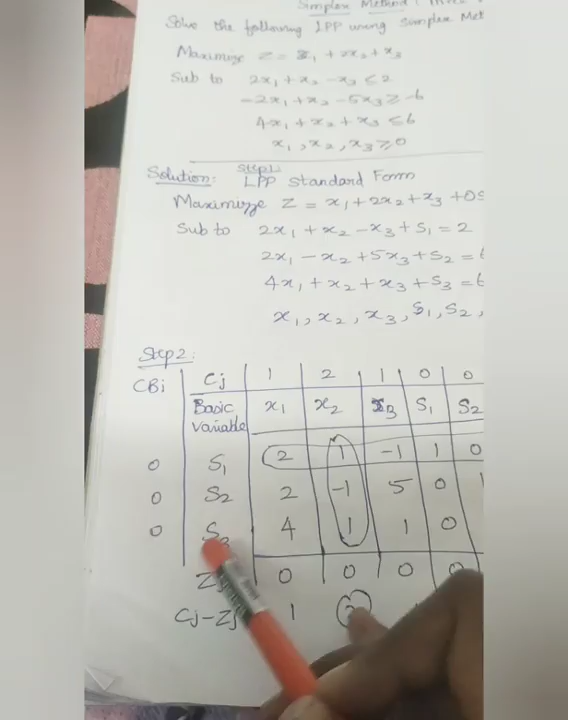 Simplex Method
Solve the following LPP using Simplex Met
Maximize Z = x₁ + 2x₂ + x₃
Sub to 2x₁ + x₂ - x₃ ≤ 2
-2x₁ + x₂ - 5x₃ ≥ -6
4x₁ + x₂ + x₃ ≤ 6
x₁, x₂, x₃ ≥ 0
Solution: Step1: LPP Standard Form
Maximize Z = x₁ + 2x₂ + x₃ + 0S
Sub to 2x₁ + x₂ - x₃ + S₁ = 2
2x₁ - x₂ + 5x₃ + S₂ = 6
4x₁ + x₂ + x₃ + S₃ = 6
x₁, x₂, x₃, S₁, S₂,
Step2:
CBi Cj 1 2 1 0 0
Basic variable x₁ x₂ x₃ S₁ S₂
0 S₁ 2 1 -1 1 0
0 S₂ 2 -1 5 0 1
0 S₃ 4 1 1 0
Zj 0 0 0 0
Cj-Zj 1 2